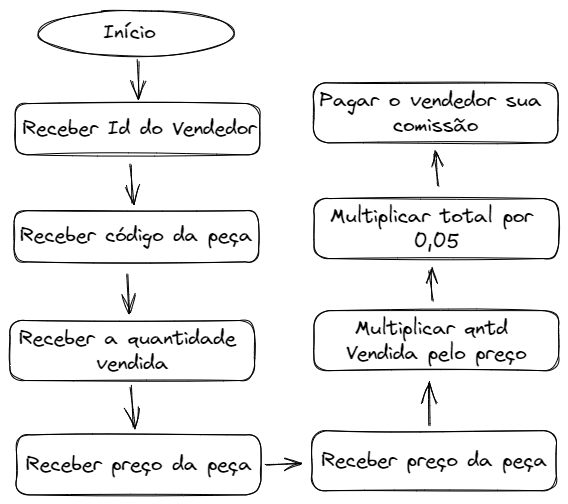 Início
Receber Id do Vendedor
Receber código da peça
Receber a quantidade
vendida
Receber preço da peça
Receber preço da peça
Multiplicar qntd
Vendida pelo preço
Multiplicar total por
0,05
Pagar o vendedor sua
comissão